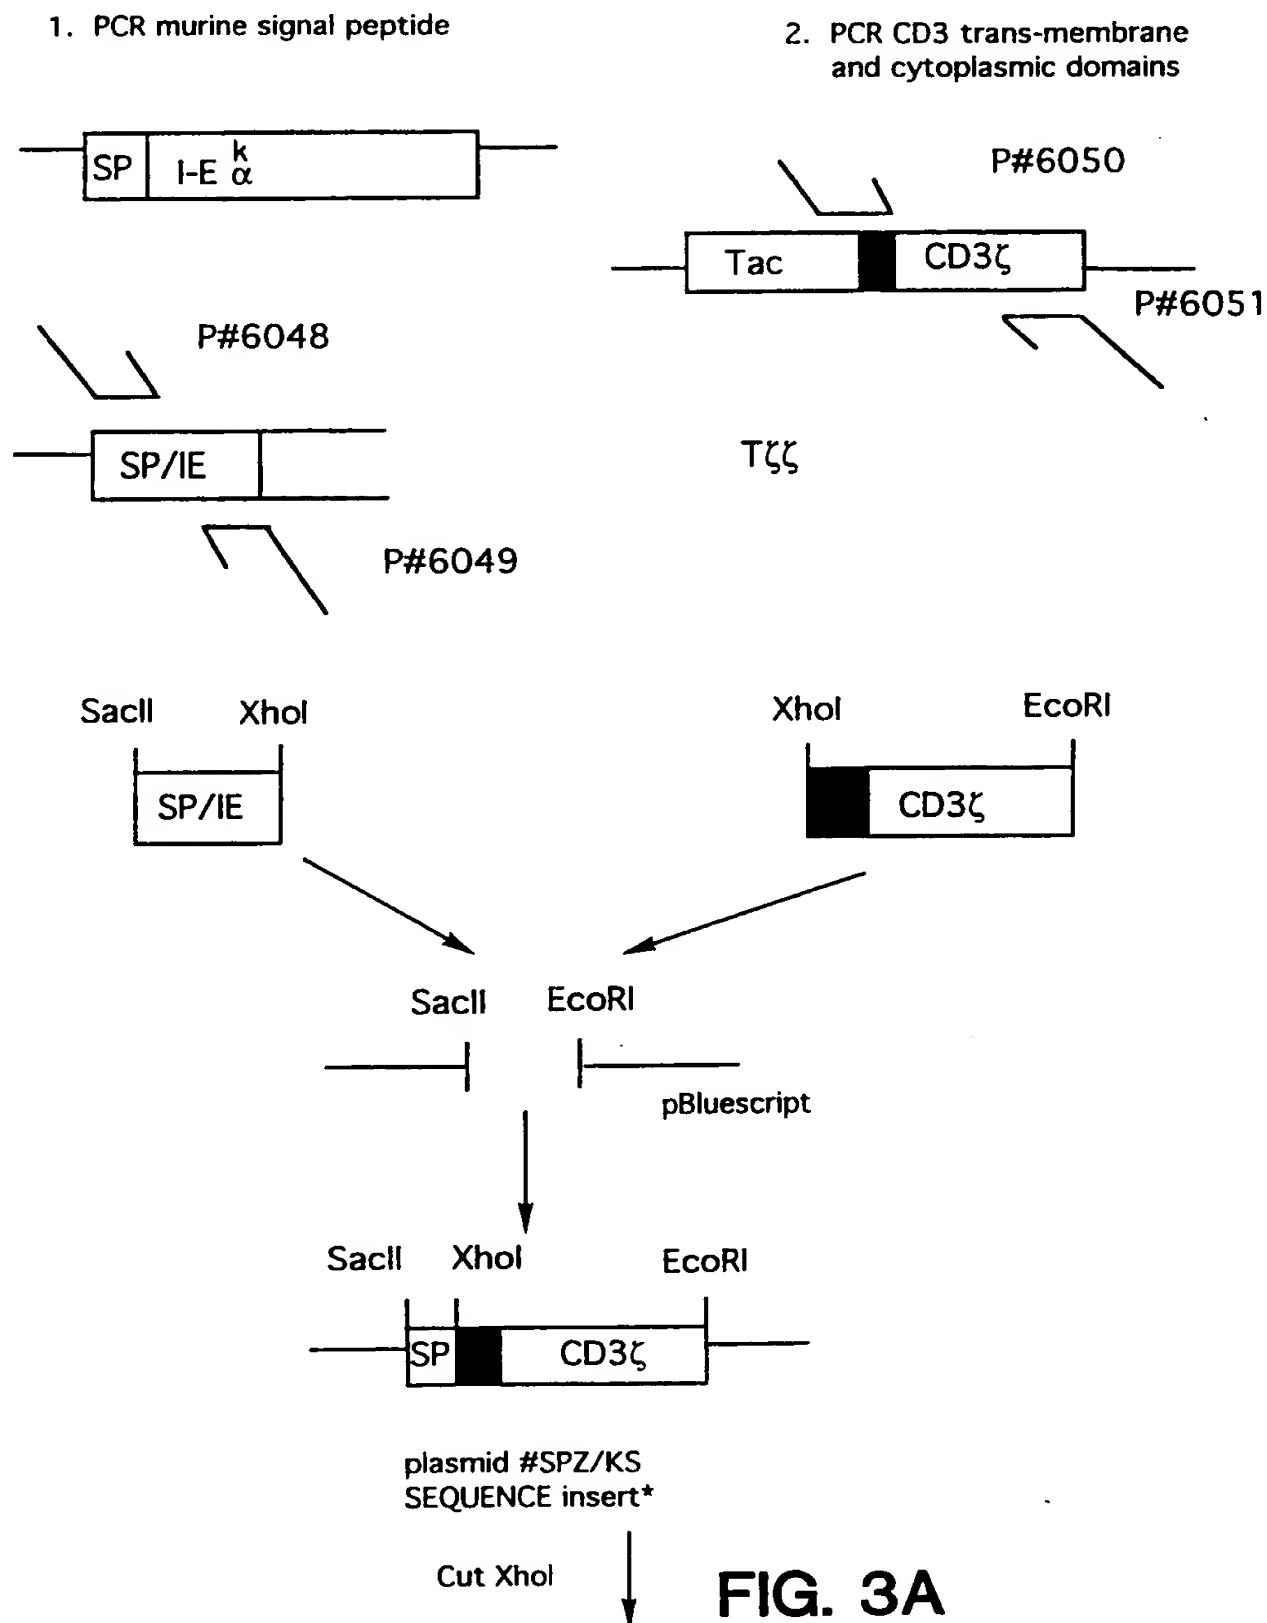 1. PCR murine signal peptide
2. PCR CD3 trans-membrane
and cytoplasmic domains
SP
I-E k α
P#6050
Tac
CD3ζ
P#6051
P#6048
SP/IE
Tζζ
P#6049
SacII XhoI
XhoI EcoRI
SP/IE
CD3ζ
SacII EcoRI
pBluescript
SacII XhoI EcoRI
SP
CD3ζ
plasmid #SPZ/KS
SEQUENCE insert*
Cut XhoI
FIG. 3A